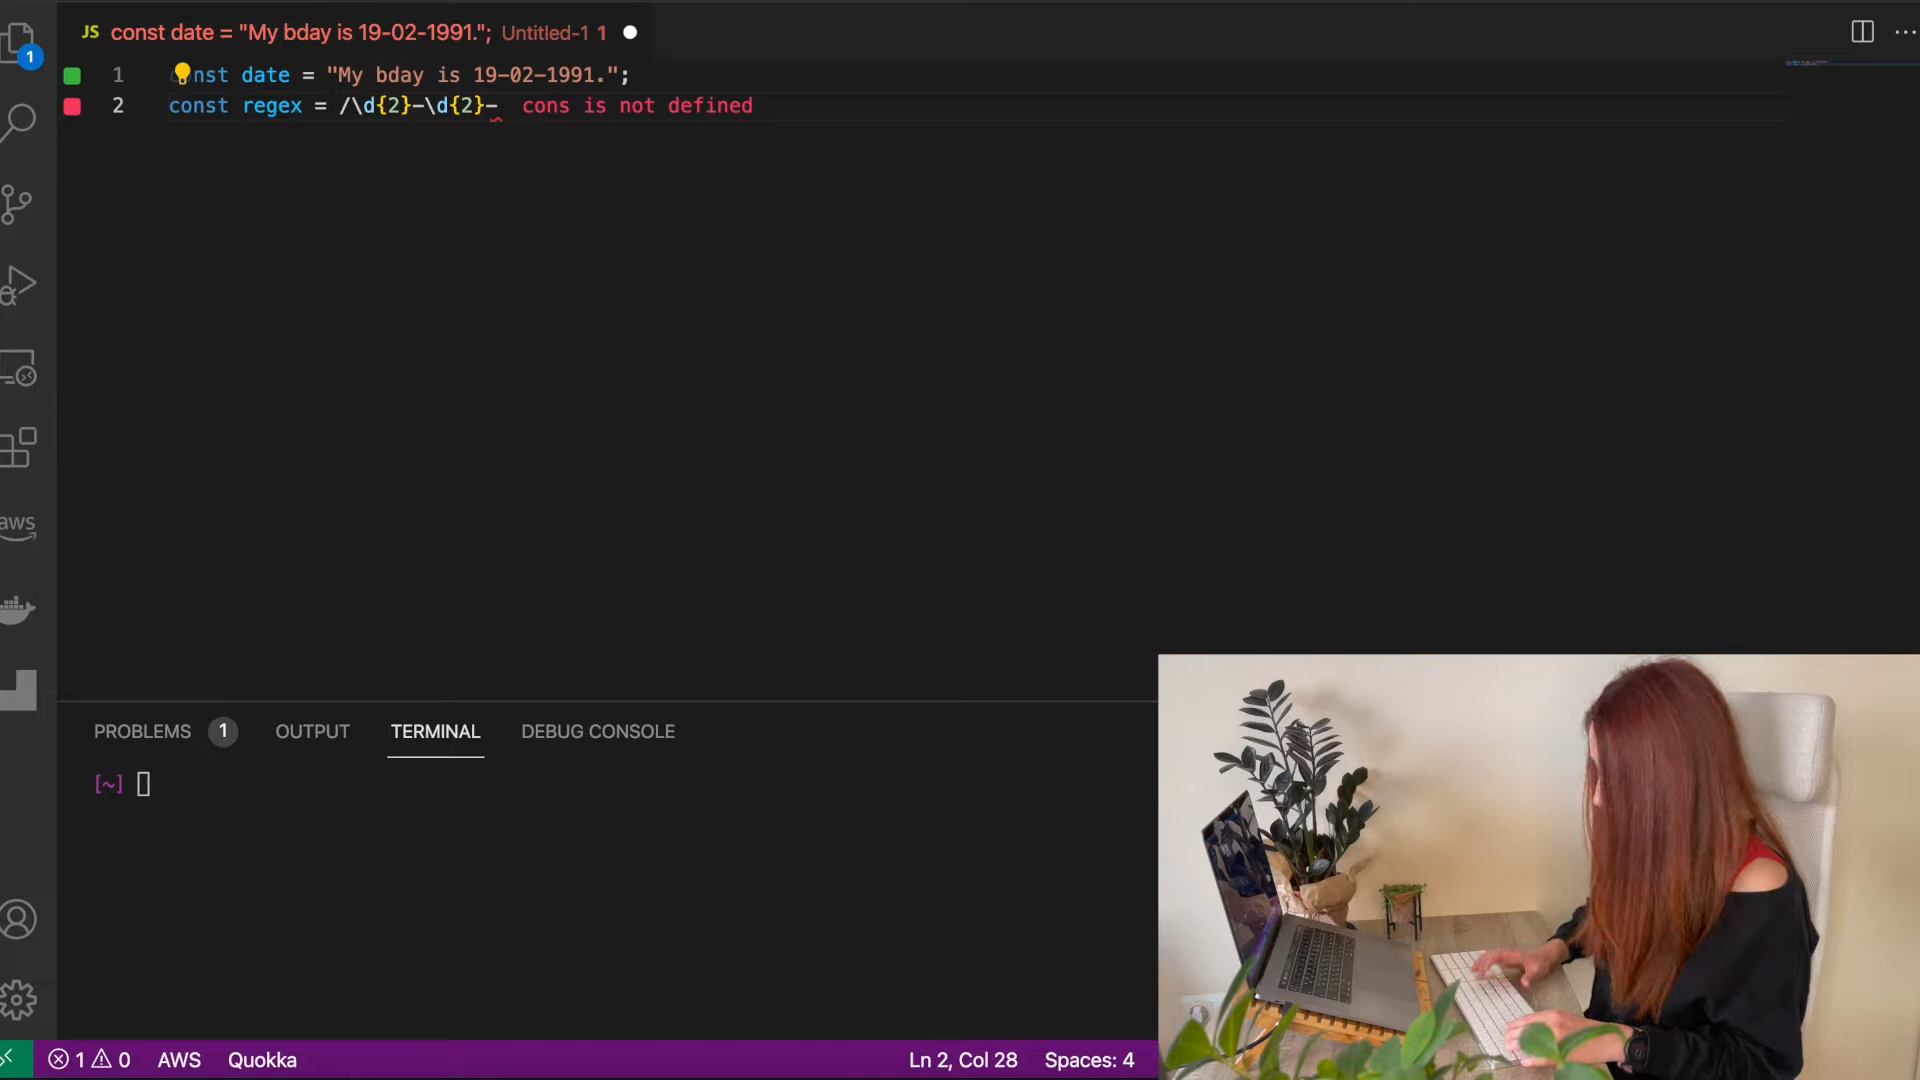 JS const date = "My bday is 19-02-1991."; Untitled-1 1
1
1 nst date = "My bday is 19-02-1991.";
2 const regex = /\d{2}-\d{2}- cons is not defined
aws
PROBLEMS 1 OUTPUT TERMINAL DEBUG CONSOLE
[~]
1 0 AWS Quokka Ln 2, Col 28 Spaces: 4